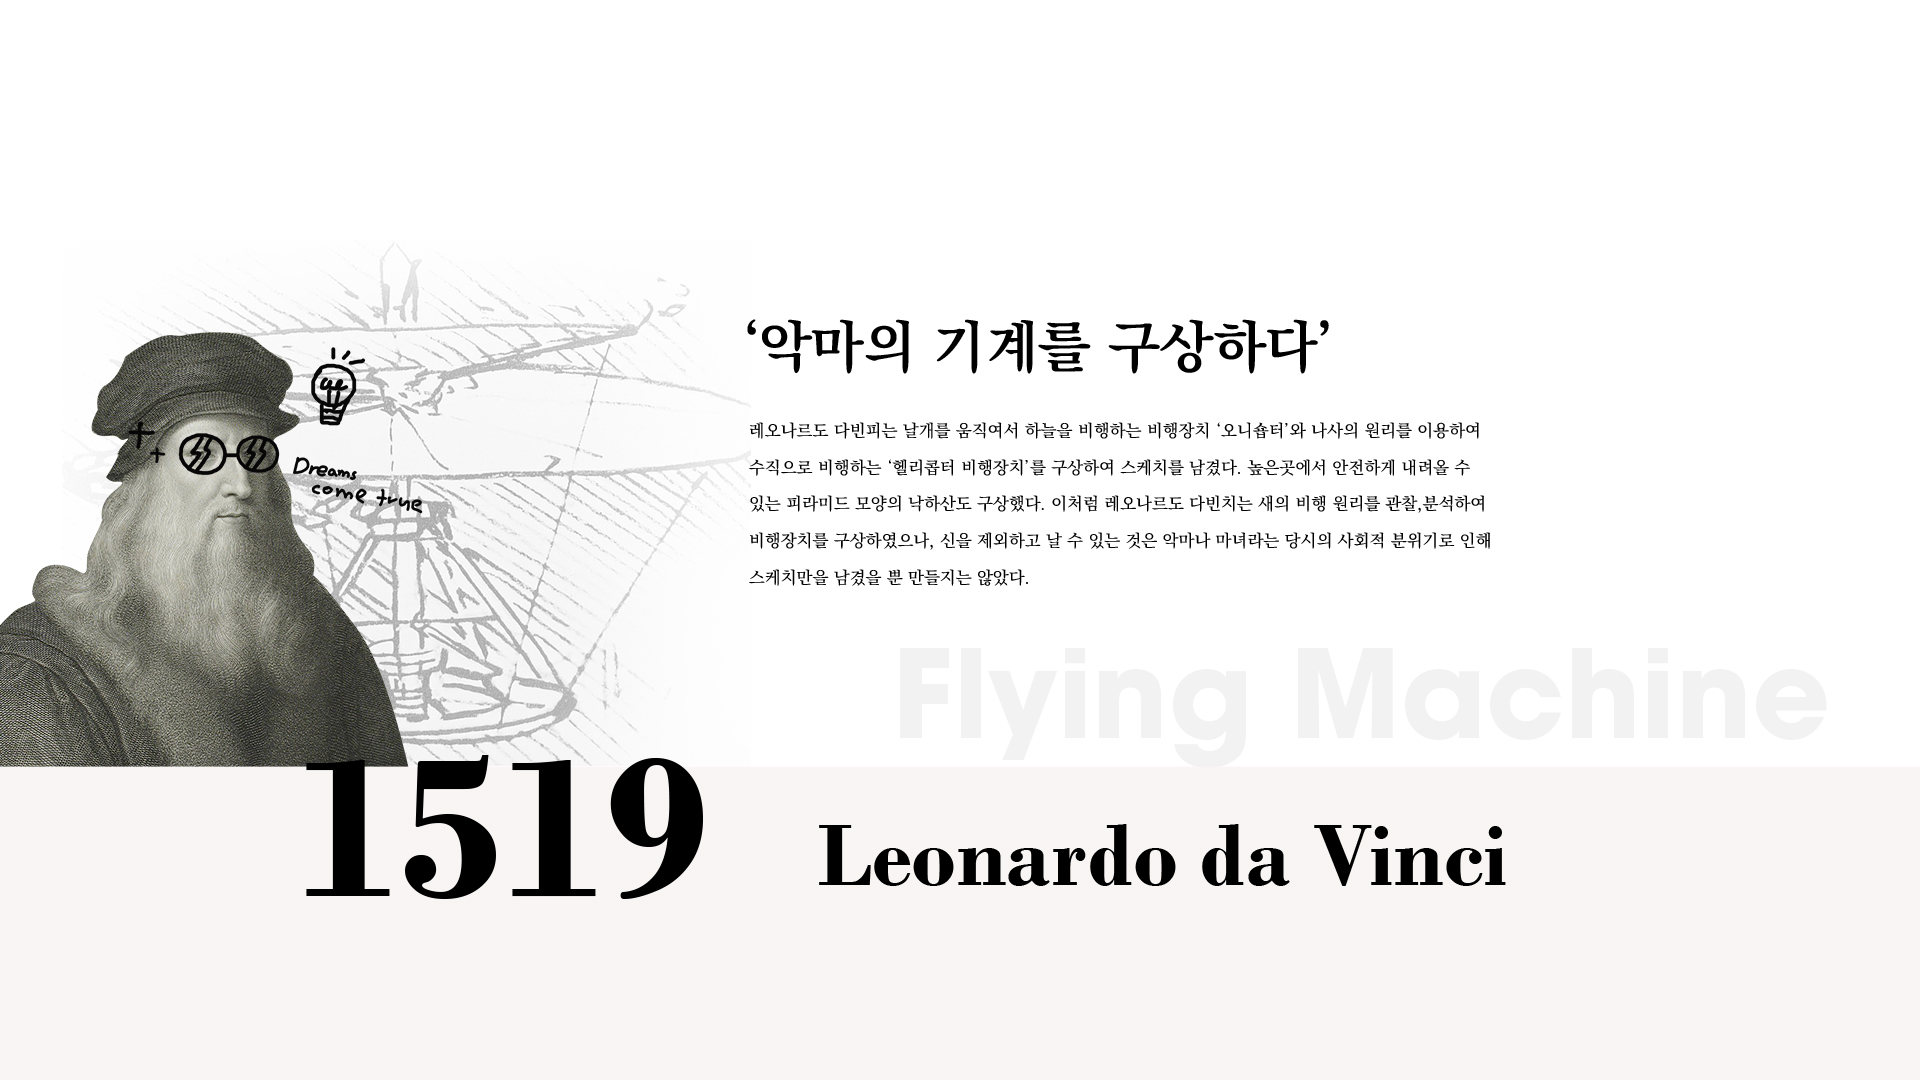 ‘악마의 기계를 구상하다’
레오나르도 다빈피는 날개를 움직여서 하늘을 비행하는 비행장치 ‘오니숍터’와 나사의 원리를 이용하여
수직으로 비행하는 ‘헬리콥터 비행장치’를 구상하여 스케치를 남겼다. 높은곳에서 안전하게 내려올 수
있는 피라미드 모양의 낙하산도 구상했다. 이처럼 레오나르도 다빈치는 새의 비행 원리를 관찰,분석하여
비행장치를 구상하였으나, 신을 제외하고 날 수 있는 것은 악마나 마녀라는 당시의 사회적 분위기로 인해
스케치만을 남겼을 뿐 만들지는 않았다.
Dreams
come true
Flying Machine
1519
Leonardo da Vinci